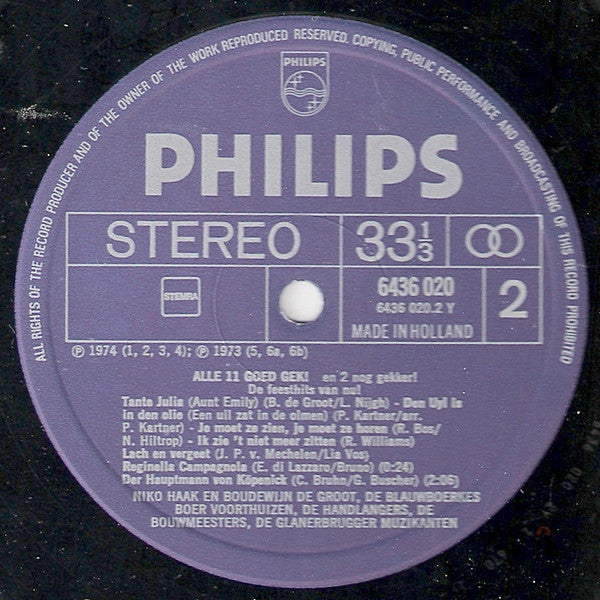 ALL RIGHTS OF THE RECORD PRODUCER AND OF THE OWNER OF THE WORK REPRODUCED RESERVED. COPYING, PUBLIC PERFORMANCE AND BROADCASTING OF THIS RECORD PROHIBITED
PHILIPS
PHILIPS
STEREO 33⅓
STEMRA 6436 020 2
6436 020.2 Y
MADE IN HOLLAND
℗ 1974 (1, 2, 3, 4); ℗ 1973 (5, 6a, 6b)
ALLE 11 GOED GEK! en 2 nog gekker!
De feesthits van nu!
Tante Julia (Aunt Emily) (B. de Groot/L. Nijgh) - Den Uyl is
in den olie (Een uil zat in de olmen) (P. Kartner/arr.
P. Kartner) - Je moet ze zien, je moet ze horen (R. Bos/
N. Hiltrop) - Ik zie 't niet meer zitten (R. Williams)
Lach en vergeet (J. P. v. Mechelen/Lia Vos)
Reginella Campagnola (E. di Lazzaro/Bruno) (0:24)
Der Hauptmann von Köpenick (C. Bruhn/G. Buscher) (2:06)
NIKO HAAK EN BOUDEWIJN DE GROOT, DE BLAUWBOERKES
BOER VOORTHUIZEN, DE HANDLANGERS, DE
BOUWMEESTERS, DE GLANERBRUGGER MUZIKANTEN